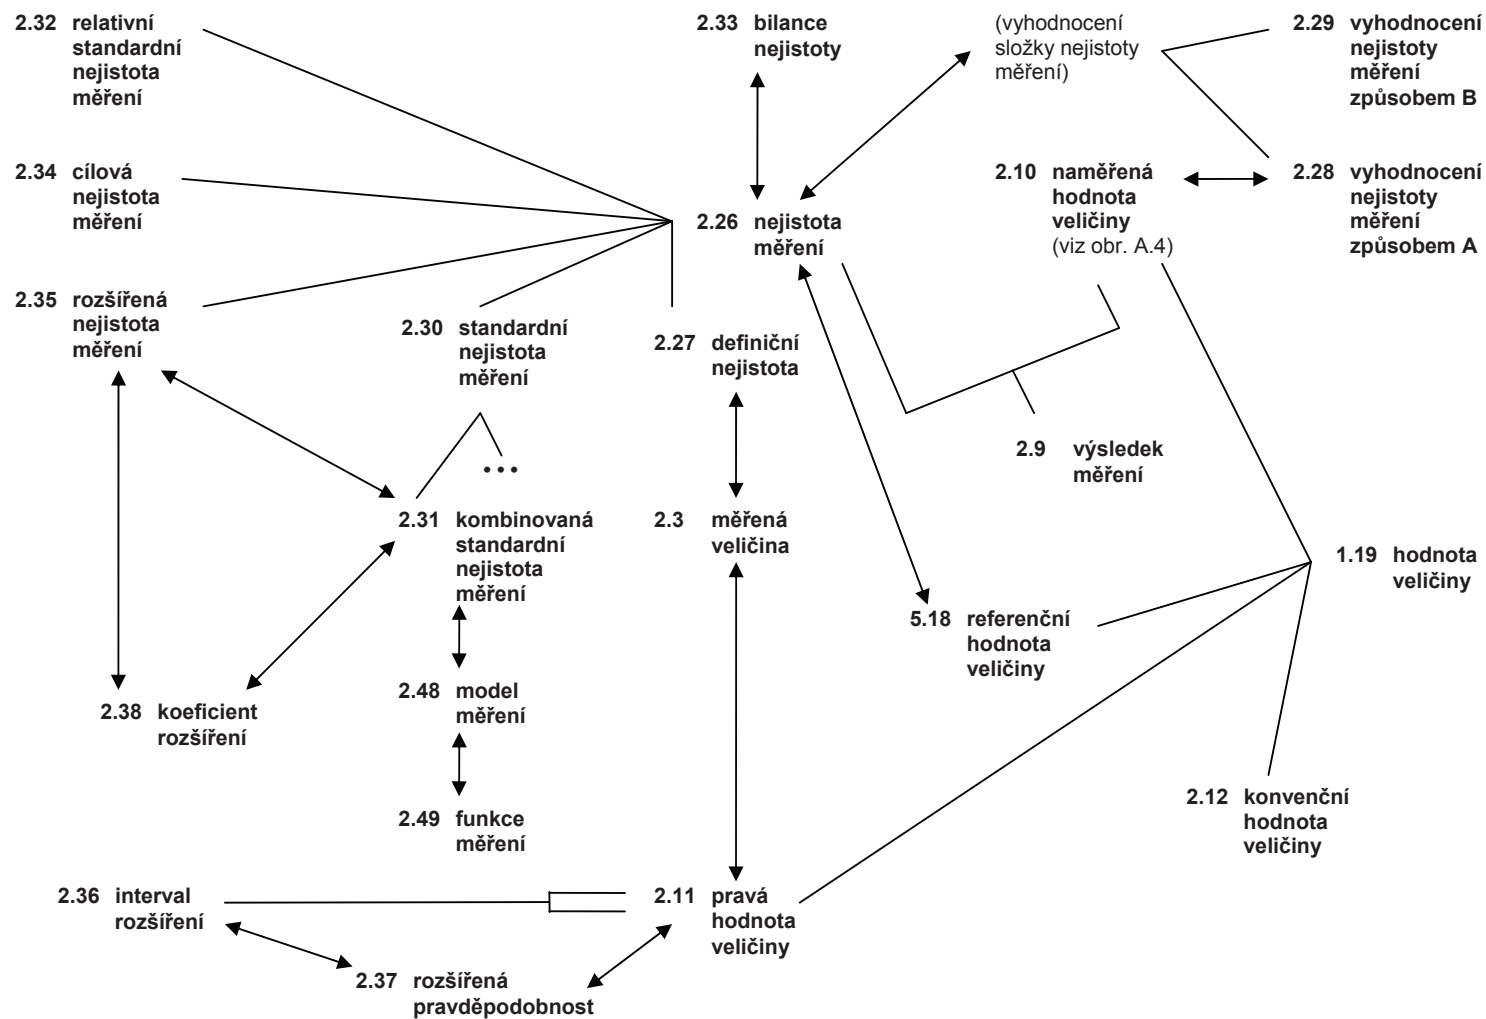 2.32 relativní
standardní
nejistota
měření
2.33 bilance
nejistoty
(vyhodnocení
složky nejistoty
měření)
2.29 vyhodnocení
nejistoty
měření
způsobem B
2.34 cílová
nejistota
měření
2.26 nejistota
měření
2.10 naměřená
hodnota
veličiny
(viz obr. A.4)
2.28 vyhodnocení
nejistoty
měření
způsobem A
2.35 rozšířená
nejistota
měření
2.30 standardní
nejistota
měření
2.27 definiční
nejistota
...
2.9 výsledek
měření
2.31 kombinovaná
standardní
nejistota
měření
2.3 měřená
veličina
1.19 hodnota
veličiny
5.18 referenční
hodnota
veličiny
2.38 koeficient
rozšíření
2.48 model
měření
2.12 konvenční
hodnota
veličiny
2.49 funkce
měření
2.36 interval
rozšíření
2.11 pravá
hodnota
veličiny
2.37 rozšířená
pravděpodobnost